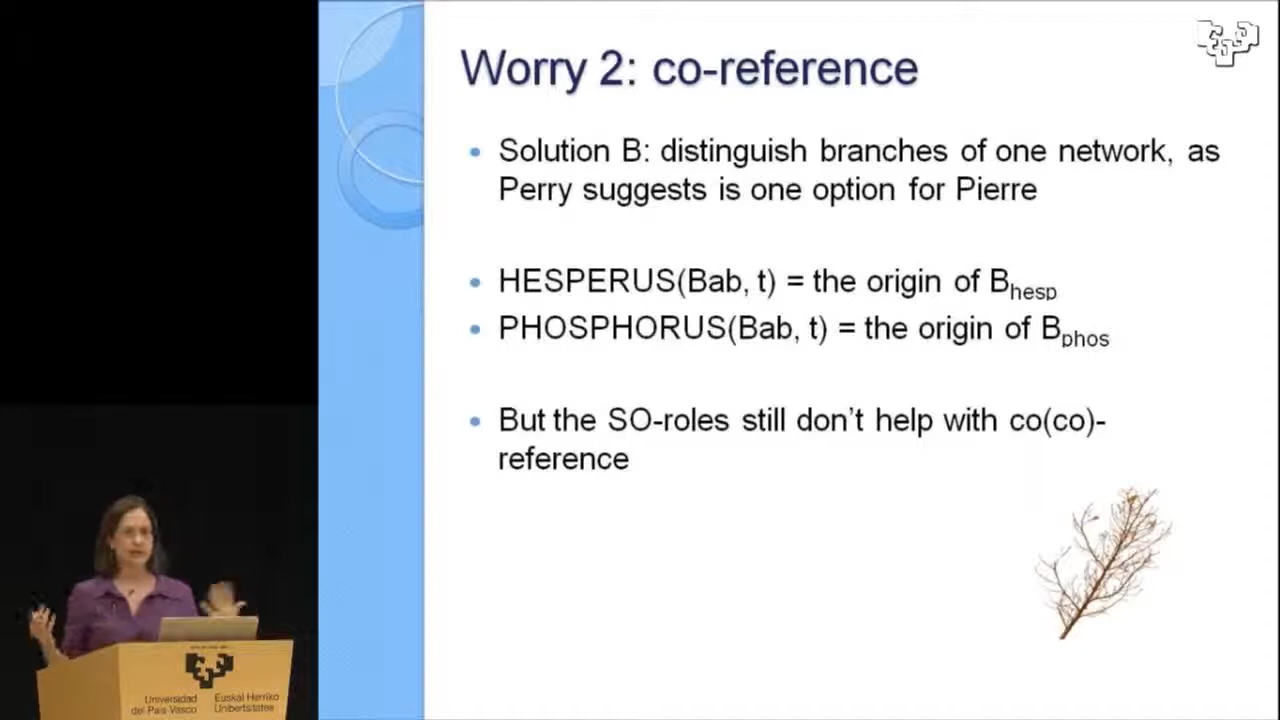 Worry 2: co-reference
Solution B: distinguish branches of one network, as
Perry suggests is one option for Pierre
HESPERUS(Bab, t) = the origin of Bhesp
PHOSPHORUS(Bab, t) = the origin of Bphos
But the SO-roles still don't help with co(co)-
reference
Universidad Euskal Herriko
del País Vasco Unibertsitatea